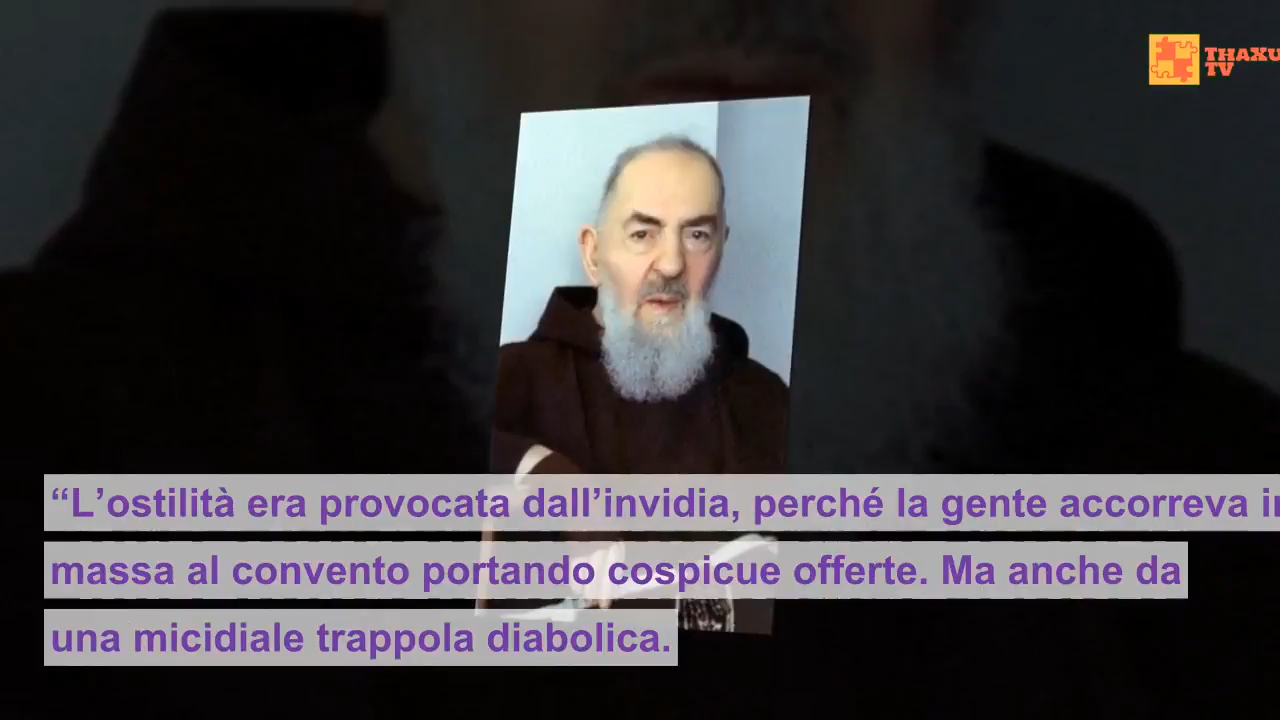 THAXU
TV
“L’ostilità era provocata dall’invidia, perché la gente accorreva in
massa al convento portando cospicue offerte. Ma anche da
una micidiale trappola diabolica.